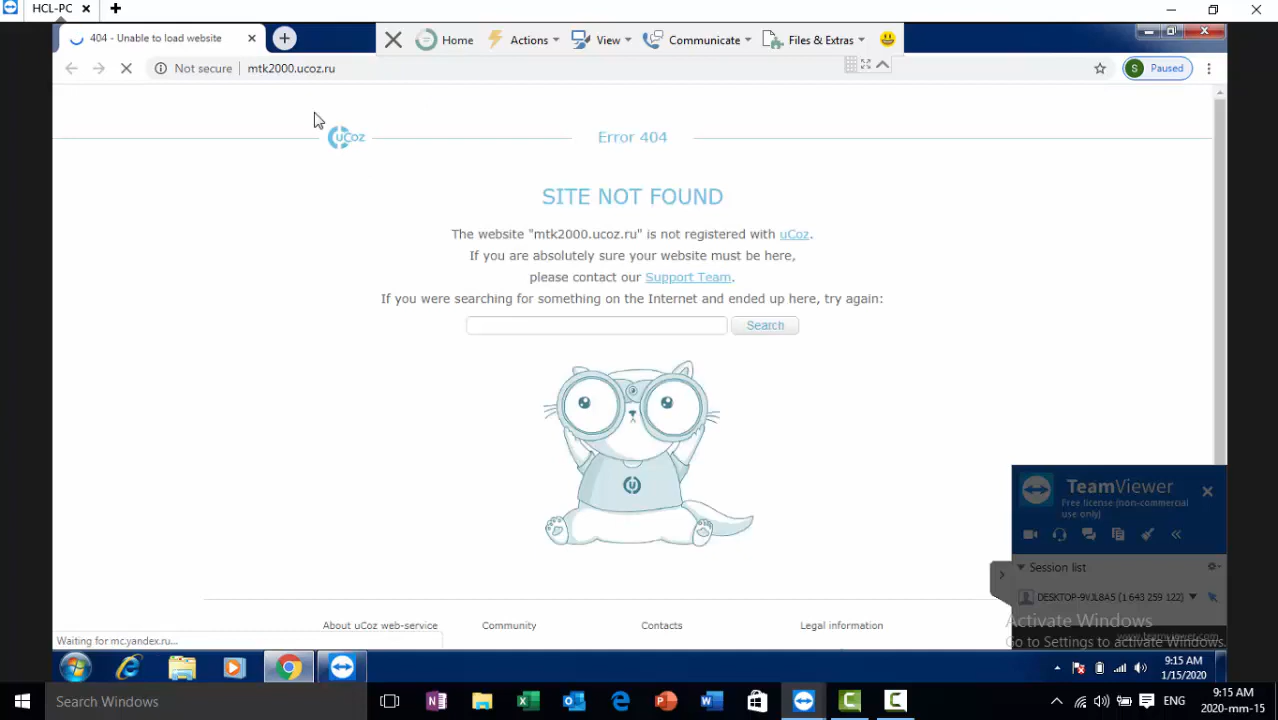 HCL-PC
404 - Unable to load website
Home
Actions
View
Communicate
Files & Extras
Not secure
mtk2000.ucoz.ru
S
Paused
uCoz
Error 404
SITE NOT FOUND
The website "mtk2000.ucoz.ru" is not registered with uCoz.
If you are absolutely sure your website must be here,
please contact our Support Team.
If you were searching for something on the Internet and ended up here, try again:
Search
U
TeamViewer
Free license (non-commercial
use only)
Session list
DESKTOP-9VJL8A5 (1 643 259 122)
Activate Windows
Go to Settings to activate Windows.
www.teamviewer.com
About uCoz web-service
Community
Contacts
Legal information
Waiting for mc.yandex.ru...
9:15 AM
1/15/2020
Search Windows
ENG
9:15 AM
2020-mm-15